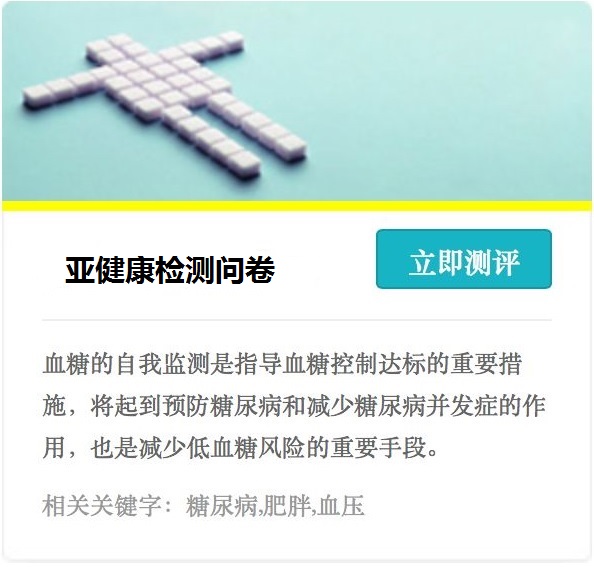 亚健康检测问卷
立即测评
血糖的自我监测是指导血糖控制达标的重要措
施，将起到预防糖尿病和减少糖尿病并发症的作
用，也是减少低血糖风险的重要手段。
相关关键字：糖尿病,肥胖,血压